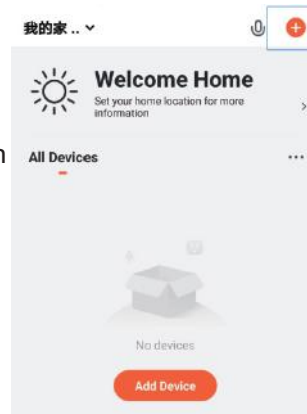 我的家 ..
Welcome Home
Set your home location for more
information
All Devices
No devices
Add Device